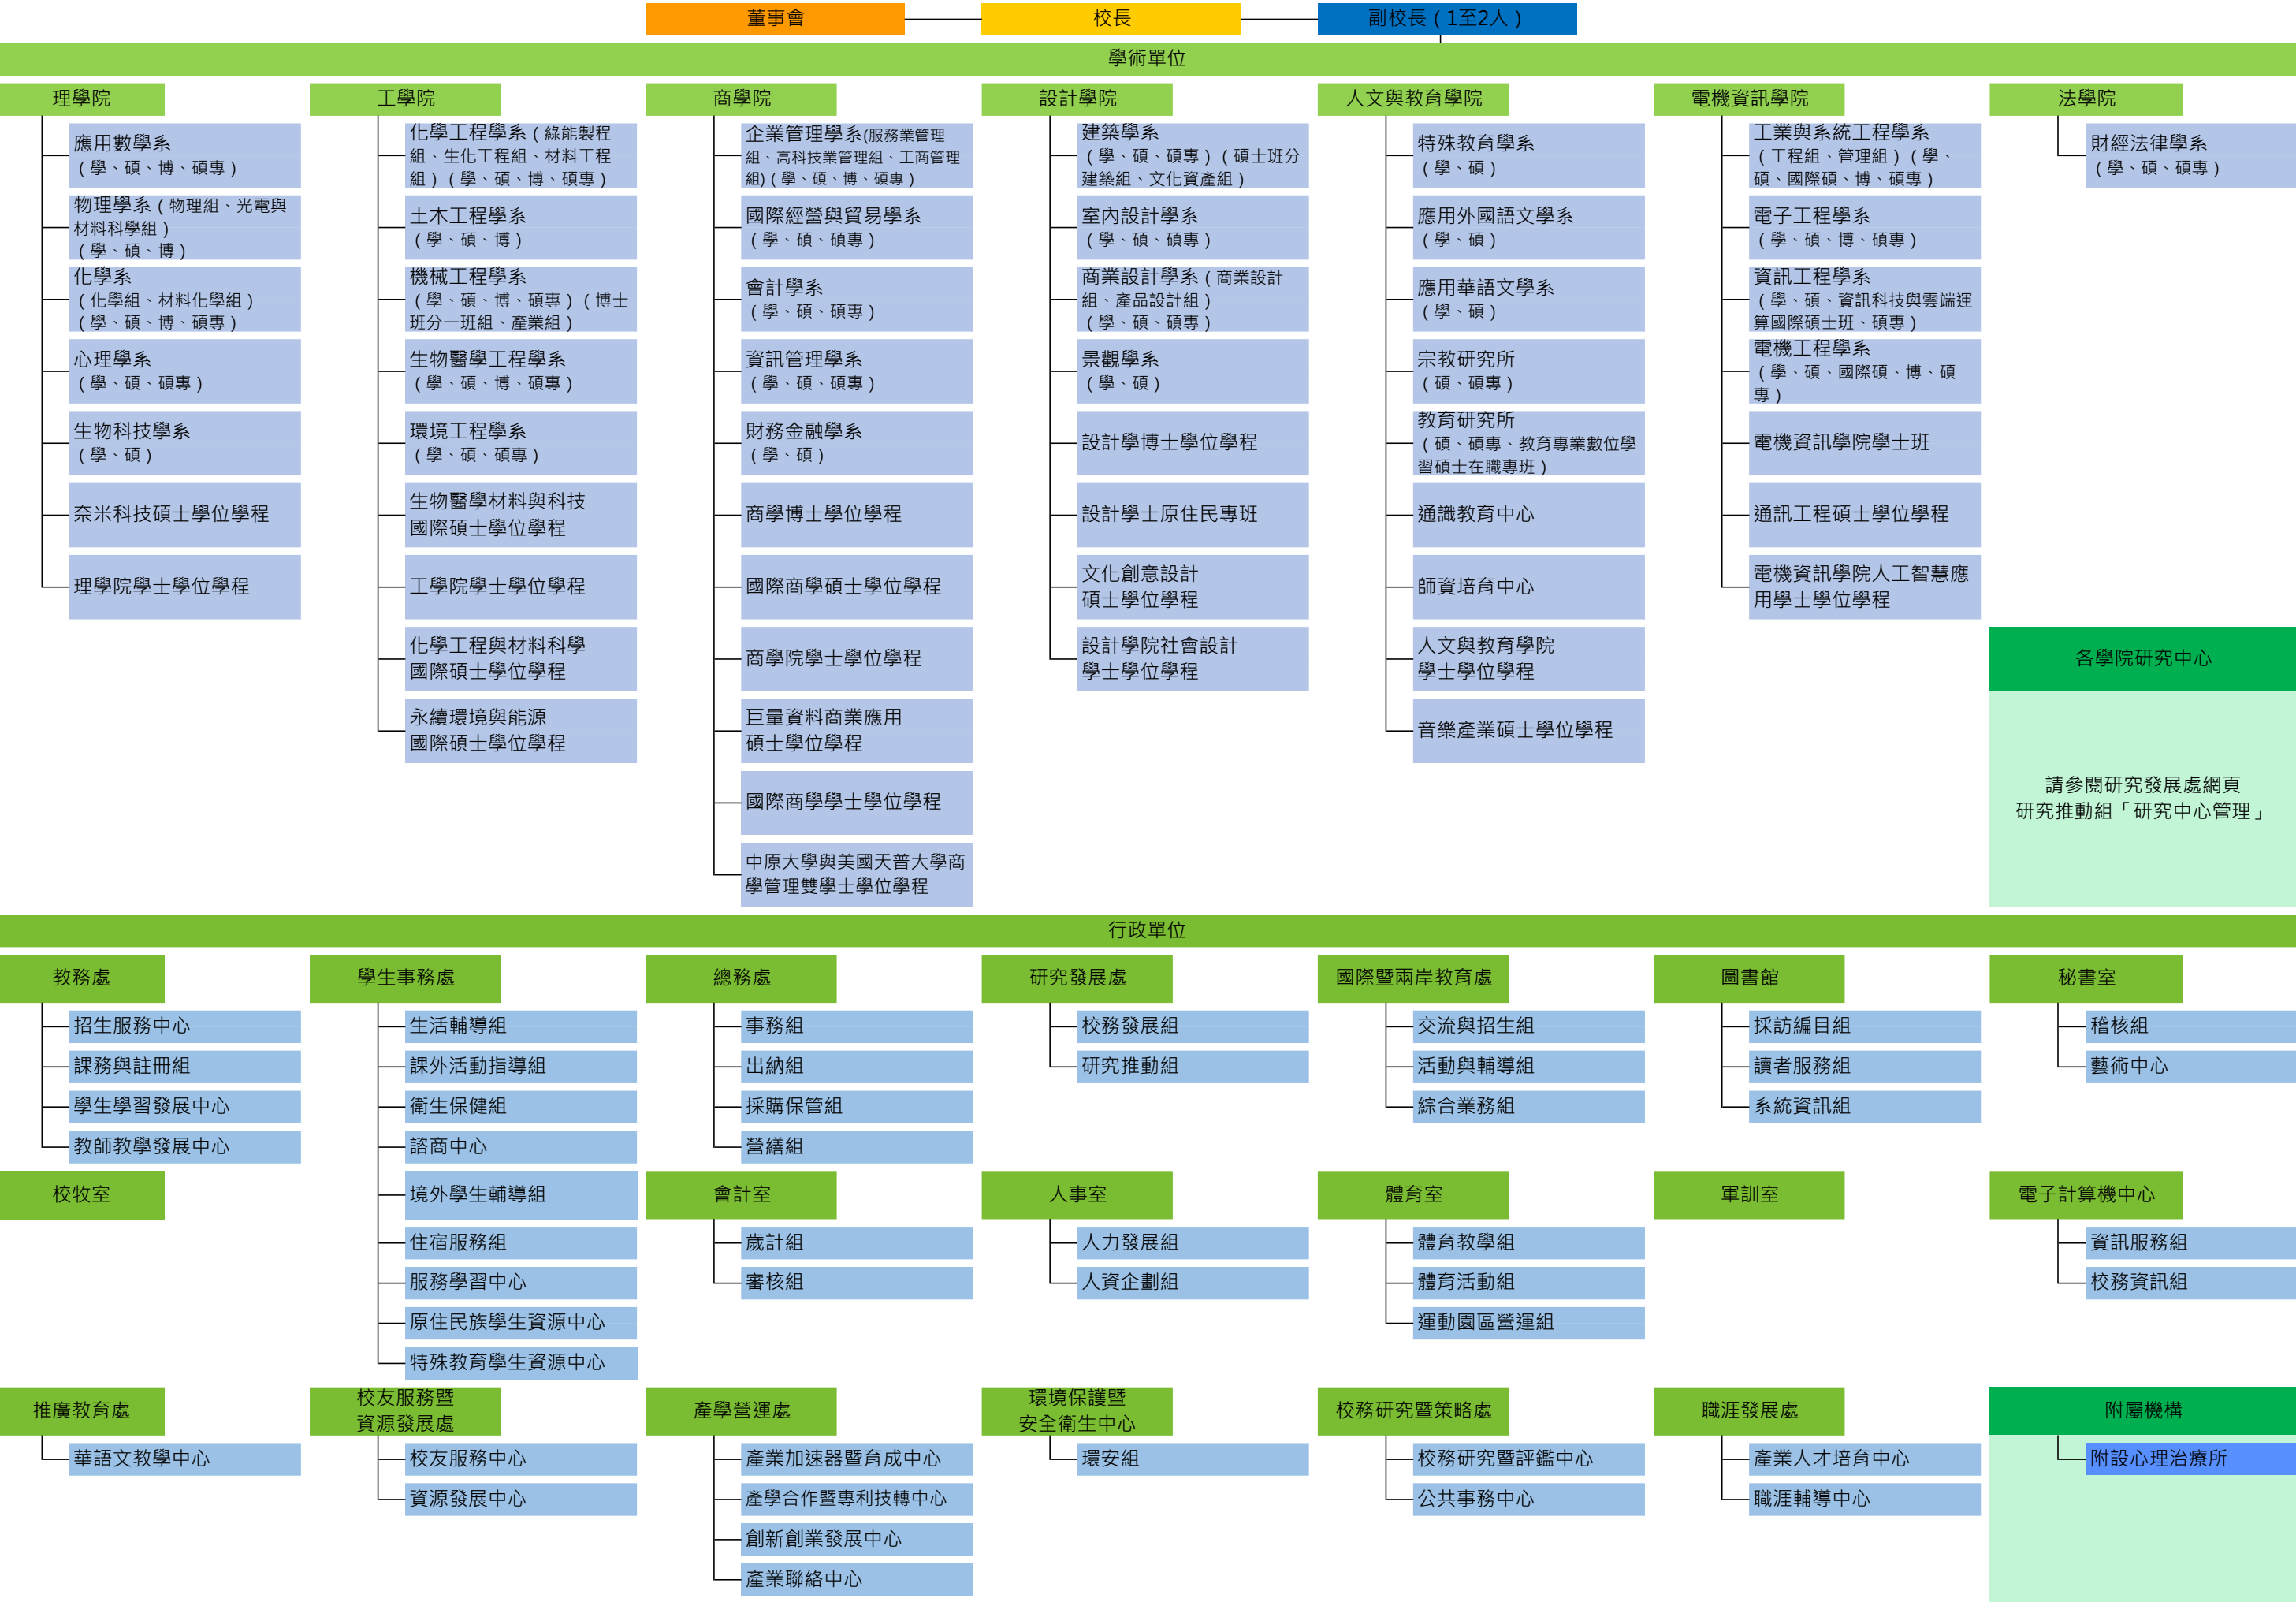 董事會
校長
副校長（1至2人）
學術單位
理學院
應用數學系
（學、碩、博、碩專）
物理學系（物理組、光電與
材料科學組）
（學、碩、博）
化學系
（化學組、材料化學組）
（學、碩、博、碩專）
心理學系
（學、碩、碩專）
生物科技學系
（學、碩）
奈米科技碩士學位學程
理學院學士學位學程
工學院
化學工程學系（綠能製程
組、生化工程組、材料工程
組）（學、碩、博、碩專）
土木工程學系
（學、碩、博）
機械工程學系
（學、碩、博、碩專）（博士
班分一班組、產業組）
生物醫學工程學系
（學、碩、博、碩專）
環境工程學系
（學、碩、碩專）
生物醫學材料與科技
國際碩士學位學程
工學院學士學位學程
化學工程與材料科學
國際碩士學位學程
永續環境與能源
國際碩士學位學程
商學院
企業管理學系(服務業管理
組、高科技業管理組、工商管理
組)（學、碩、博、碩專）
國際經營與貿易學系
（學、碩、碩專）
會計學系
（學、碩、碩專）
資訊管理學系
（學、碩、碩專）
財務金融學系
（學、碩）
商學博士學位學程
國際商學碩士學位學程
商學院學士學位學程
巨量資料商業應用
碩士學位學程
國際商學學士學位學程
中原大學與美國天普大學商
學管理雙學士學位學程
設計學院
建築學系
（學、碩、碩專）（碩士班分
建築組、文化資產組）
室內設計學系
（學、碩、碩專）
商業設計學系（商業設計
組、產品設計組）
（學、碩、碩專）
景觀學系
（學、碩）
設計學博士學位學程
設計學士原住民專班
文化創意設計
碩士學位學程
設計學院社會設計
學士學位學程
人文與教育學院
特殊教育學系
（學、碩）
應用外國語文學系
（學、碩）
應用華語文學系
（學、碩）
宗教研究所
（碩、碩專）
教育研究所
（碩、碩專、教育專業數位學
習碩士在職專班）
通識教育中心
師資培育中心
人文與教育學院
學士學位學程
音樂產業碩士學位學程
電機資訊學院
工業與系統工程學系
（工程組、管理組）（學、
碩、國際碩、博、碩專）
電子工程學系
（學、碩、博、碩專）
資訊工程學系
（學、碩、資訊科技與雲端運
算國際碩士班、碩專）
電機工程學系
（學、碩、國際碩、博、碩
專）
電機資訊學院學士班
通訊工程碩士學位學程
電機資訊學院人工智慧應
用學士學位學程
法學院
財經法律學系
（學、碩、碩專）
各學院研究中心
請參閱研究發展處網頁
研究推動組「研究中心管理」
行政單位
教務處
招生服務中心
課務與註冊組
學生學習發展中心
教師教學發展中心
學生事務處
生活輔導組
課外活動指導組
衛生保健組
諮商中心
境外學生輔導組
住宿服務組
服務學習中心
原住民族學生資源中心
特殊教育學生資源中心
總務處
事務組
出納組
採購保管組
營繕組
研究發展處
校務發展組
研究推動組
國際暨兩岸教育處
交流與招生組
活動與輔導組
綜合業務組
圖書館
採訪編目組
讀者服務組
系統資訊組
秘書室
稽核組
藝術中心
校牧室
會計室
歲計組
審核組
人事室
人力發展組
人資企劃組
體育室
體育教學組
體育活動組
運動園區營運組
軍訓室
電子計算機中心
資訊服務組
校務資訊組
推廣教育處
華語文教學中心
校友服務暨
資源發展處
校友服務中心
資源發展中心
產學營運處
產業加速器暨育成中心
產學合作暨專利技轉中心
創新創業發展中心
產業聯絡中心
環境保護暨
安全衛生中心
環安組
校務研究暨策略處
校務研究暨評鑑中心
公共事務中心
職涯發展處
產業人才培育中心
職涯輔導中心
附屬機構
附設心理治療所